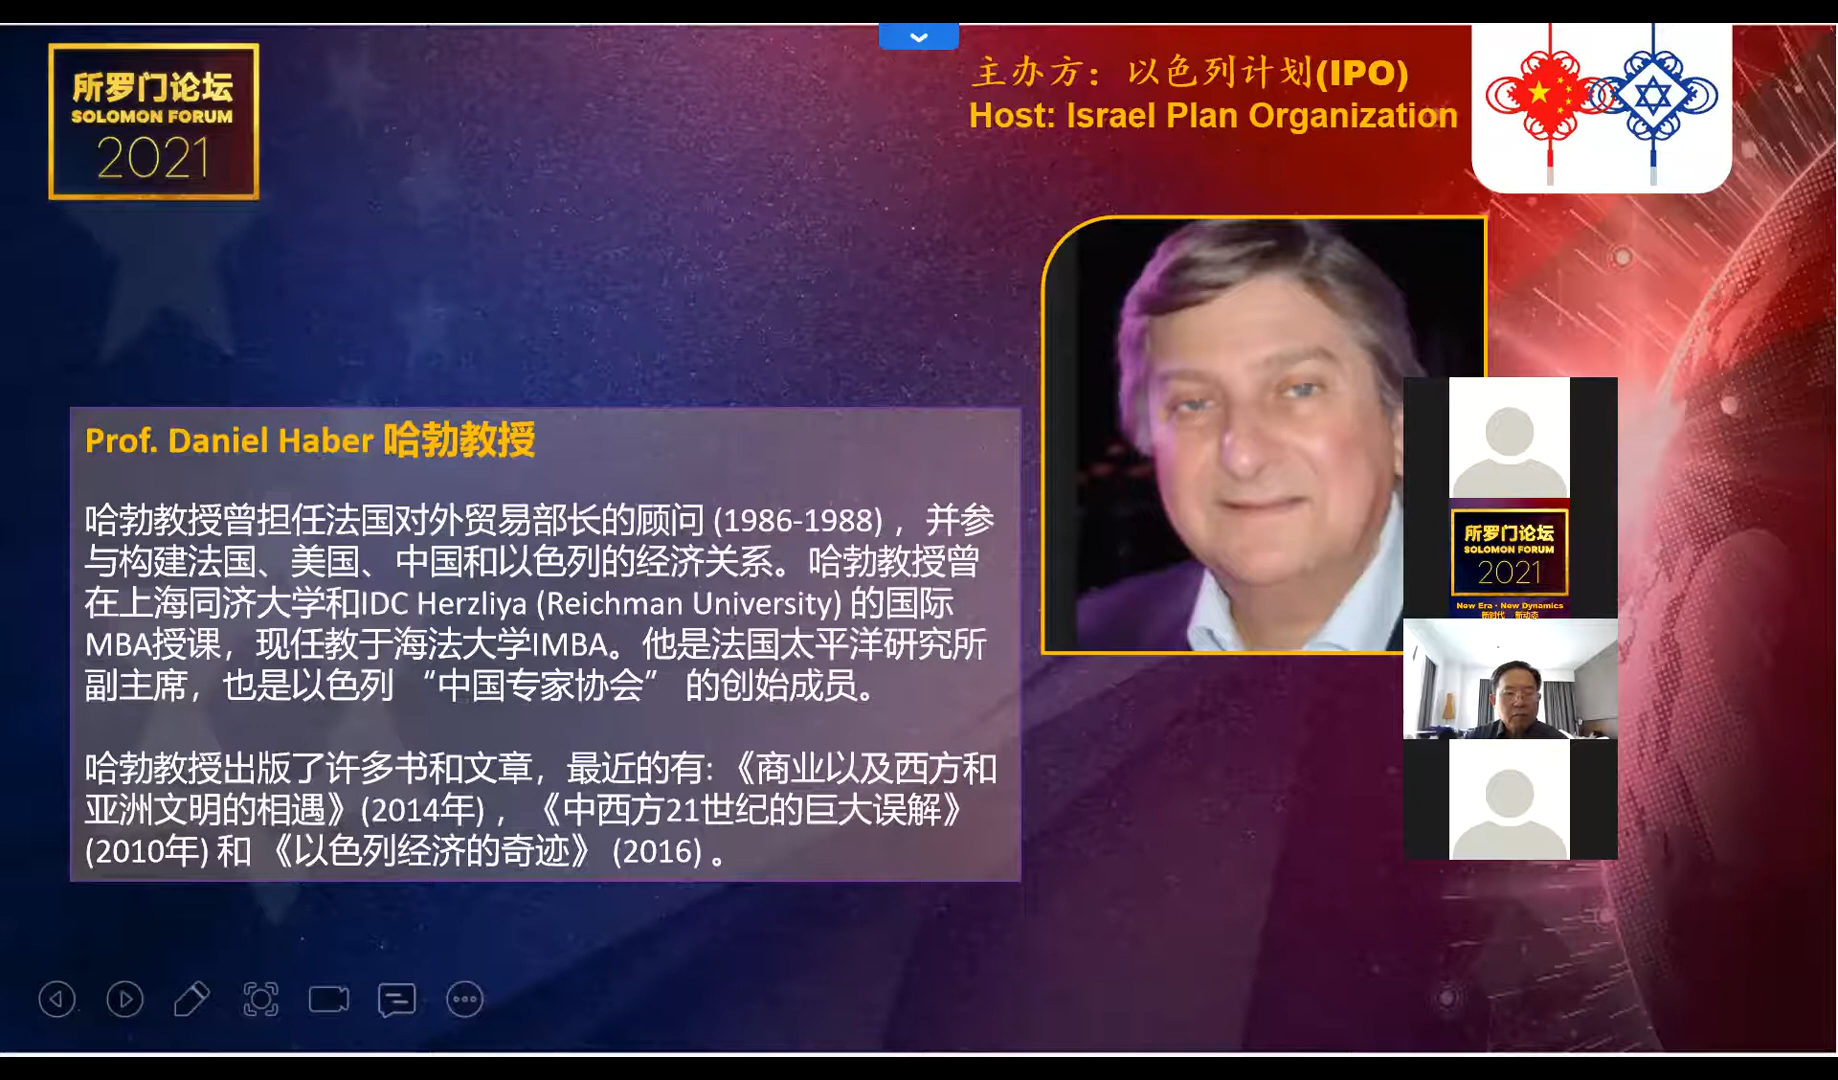 所罗门论坛
SOLOMON FORUM
2021
主办方：以色列计划(IPO)
Host: Israel Plan Organization
Prof. Daniel Haber 哈勃教授
哈勃教授曾担任法国对外贸易部长的顾问 (1986-1988) ，并参
与构建法国、美国、中国和以色列的经济关系。哈勃教授曾
在上海同济大学和IDC Herzliya (Reichman University) 的国际
MBA授课，现任教于海法大学IMBA。他是法国太平洋研究所
副主席，也是以色列 “中国专家协会” 的创始成员。
哈勃教授出版了许多书和文章，最近的有: 《商业以及西方和
亚洲文明的相遇》(2014年) ， 《中西方21世纪的巨大误解》
(2010年) 和 《以色列经济的奇迹》 (2016) 。
所罗门论坛
SOLOMON FORUM
2021
New Era · New Dynamics
新时代 新动态